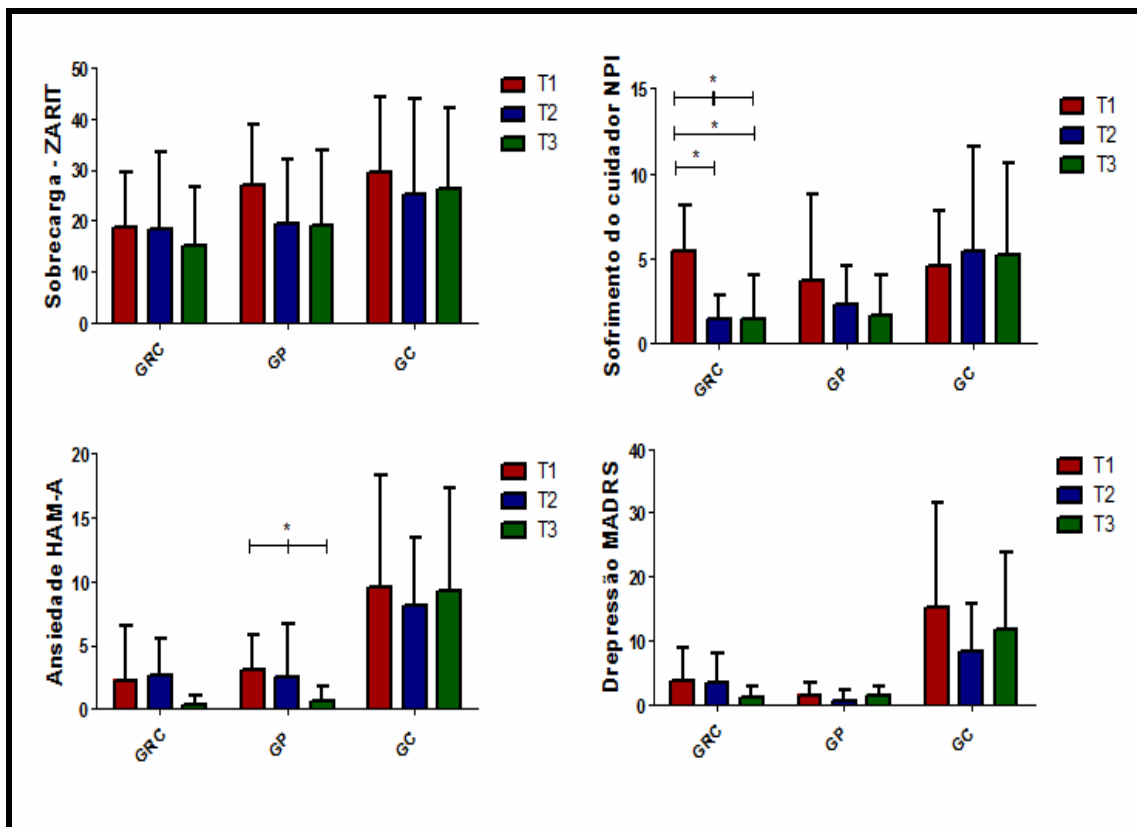 Sobrecarga - ZARIT
50
40
30
20
10
0
GRC
GP
GC
T1
T2
T3
Sofrimento do cuidador NPI
15
10
5
0
*
*
*
GRC
GP
GC
T1
T2
T3
Ansiedade HAM-A
20
15
10
5
0
*
GRC
GP
GC
T1
T2
T3
Drepressão MADRS
40
30
20
10
0
GRC
GP
GC
T1
T2
T3